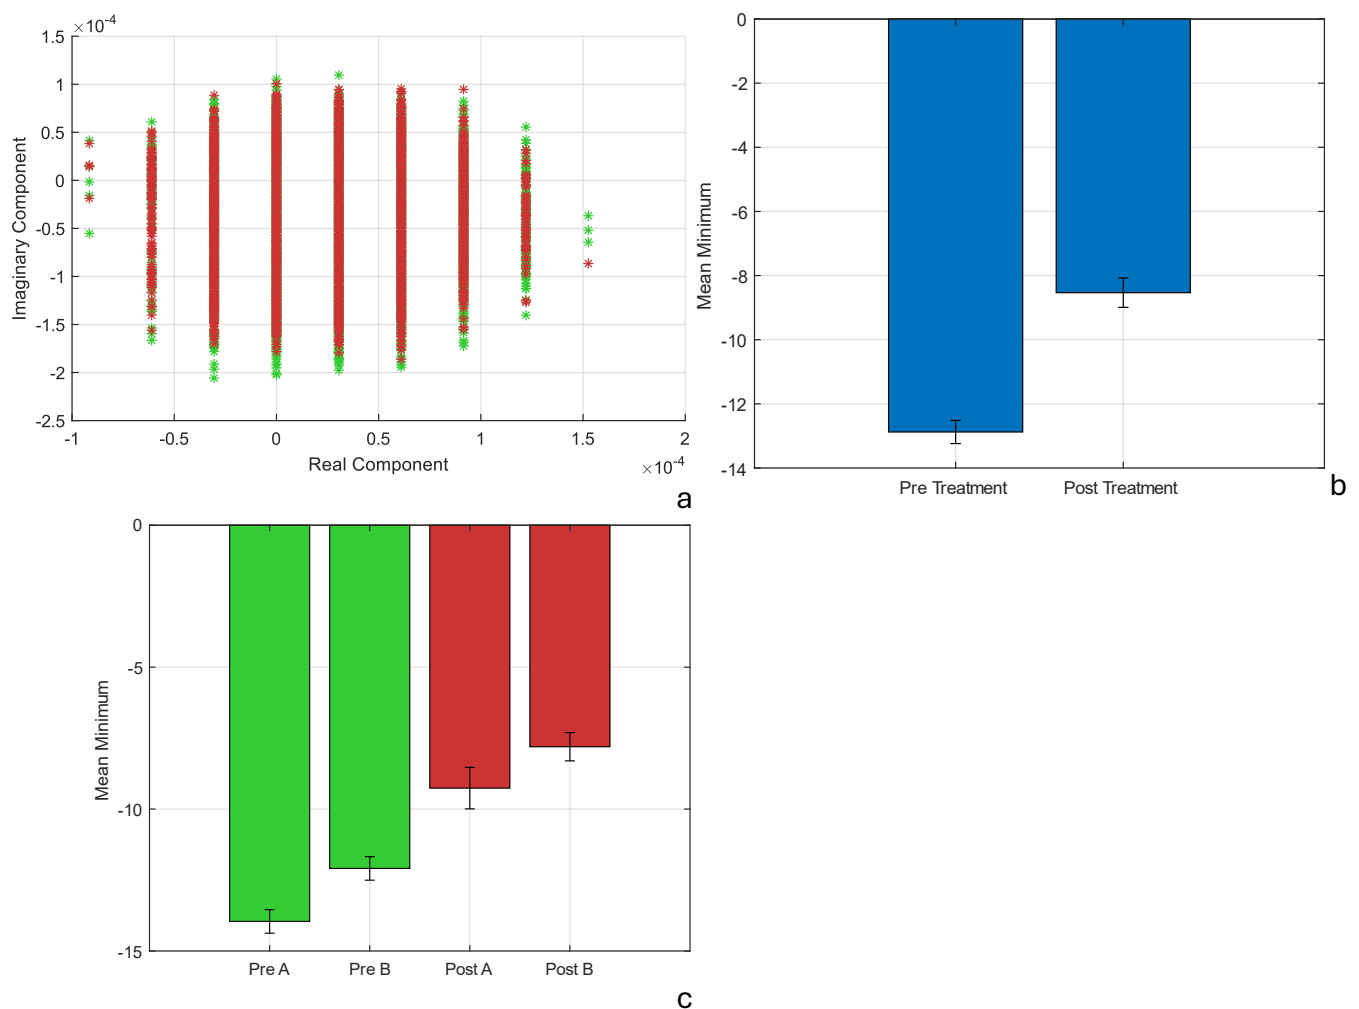 ×10⁻⁴
1.5
1
0.5
0
-0.5
-1
-1.5
-2
-2.5
Imaginary Component
-1 -0.5 0 0.5 1 1.5 2
Real Component
×10⁻⁴
a
0
-2
-4
-6
-8
-10
-12
-14
Mean Minimum
Pre Treatment Post Treatment
b
0
-5
-10
-15
Mean Minimum
Pre A Pre B Post A Post B
c